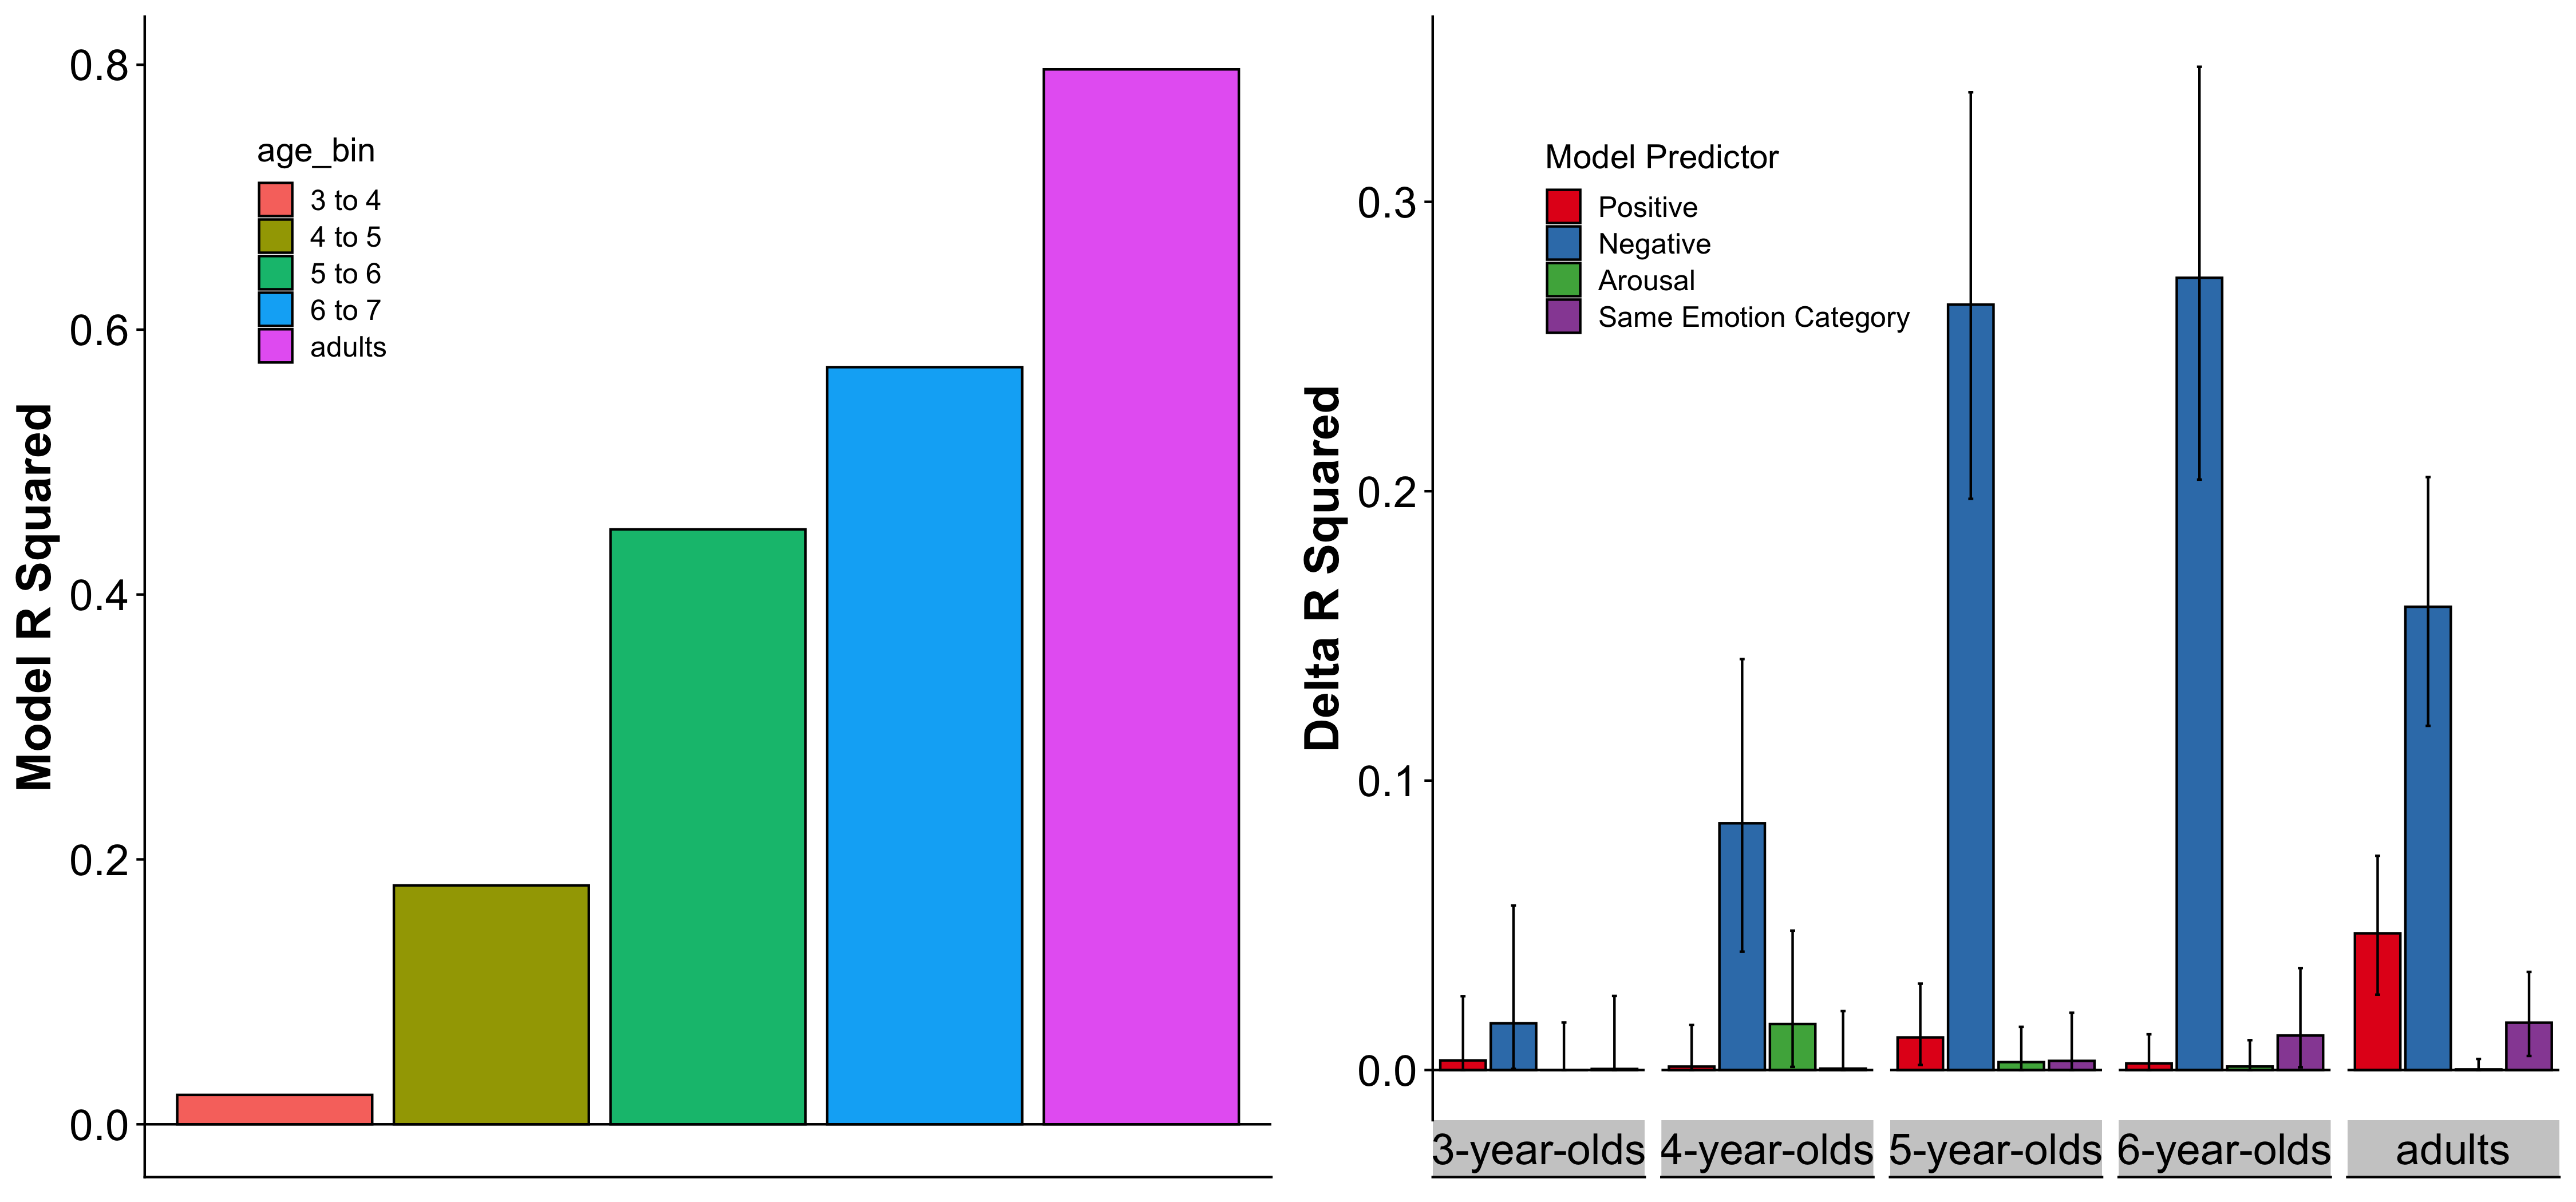 Model R Squared
0.8
0.6
0.4
0.2
0.0
age_bin
3 to 4
4 to 5
5 to 6
6 to 7
adults
Delta R Squared
0.3
0.2
0.1
0.0
Model Predictor
Positive
Negative
Arousal
Same Emotion Category
3-year-olds
4-year-olds
5-year-olds
6-year-olds
adults